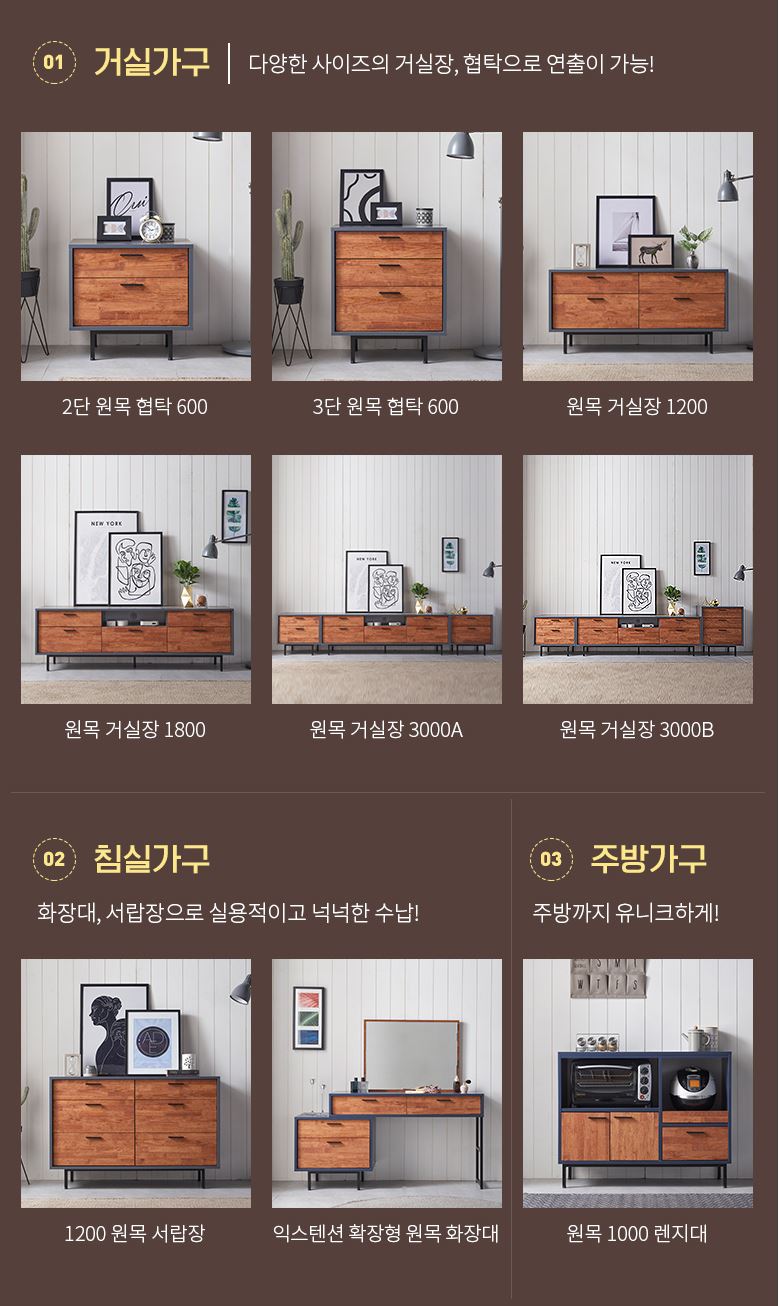 01 거실가구 다양한 사이즈의 거실장, 협탁으로 연출이 가능!
Oui
2단 원목 협탁 600
3단 원목 협탁 600
원목 거실장 1200
NEW YORK
NEW YORK
NEW YORK
원목 거실장 1800
원목 거실장 3000A
원목 거실장 3000B
02 침실가구
화장대, 서랍장으로 실용적이고 넉넉한 수납!
03 주방가구
주방까지 유니크하게!
1200 원목 서랍장
익스텐션 확장형 원목 화장대
원목 1000 렌지대